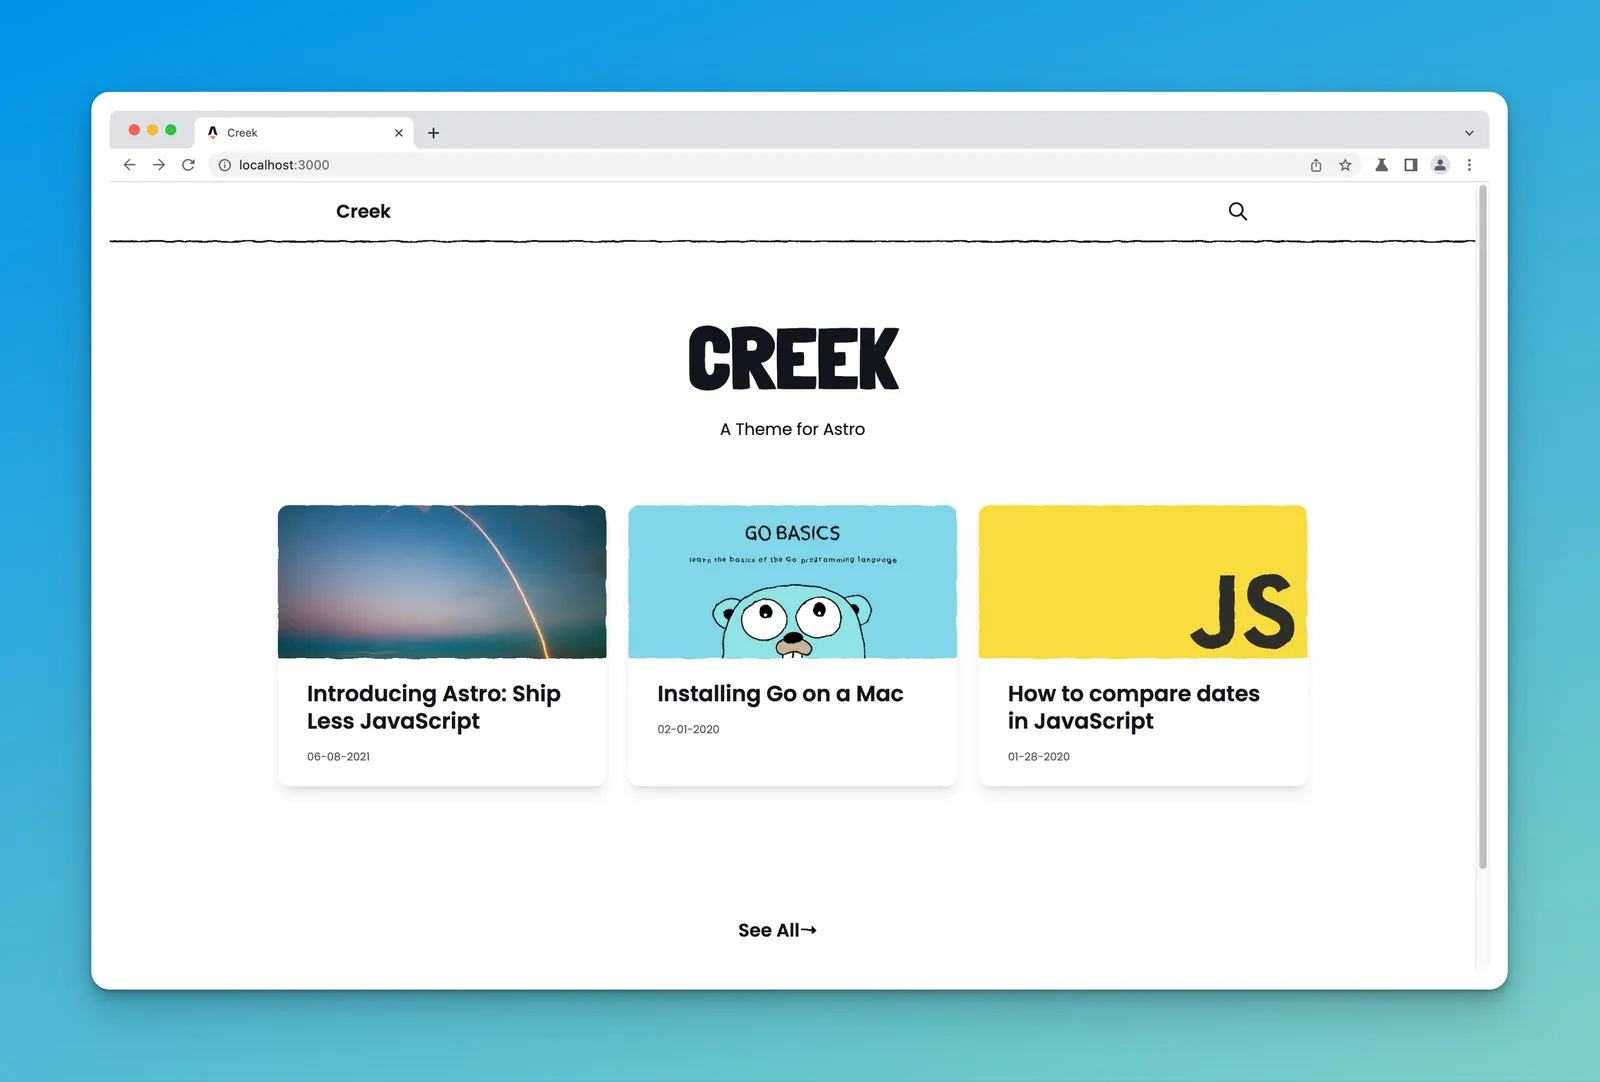 Creek
localhost:3000
Creek
CREEK
A Theme for Astro
GO BASICS
learn the basics of the Go programming language
JS
Introducing Astro: Ship
Less JavaScript
06-08-2021
Installing Go on a Mac
02-01-2020
How to compare dates
in JavaScript
01-28-2020
See All→